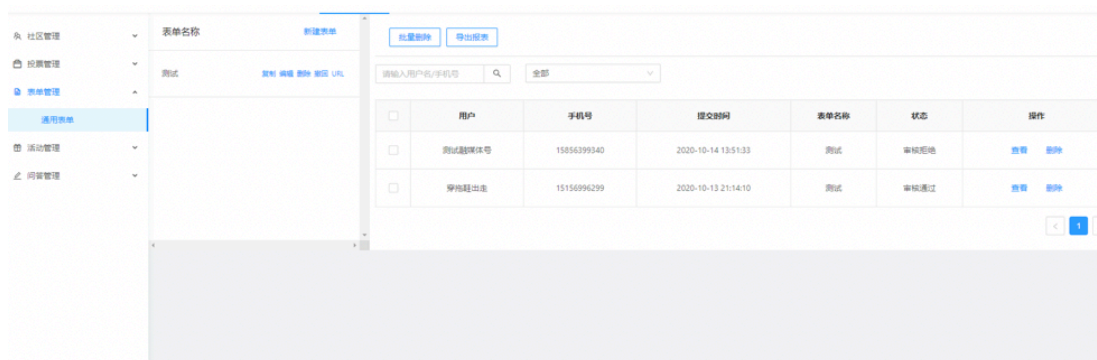 社区管理
投票管理
表单管理
通用表单
活动管理
问答管理
表单名称 新建表单
测试 复制 编辑 删除 撤回 URL
批量删除 导出报表
请输入用户名/手机号 全部
用户 手机号 提交时间 表单名称 状态 操作
测试融媒体号 15856399340 2020-10-14 13:51:33 测试 审核拒绝 查看 删除
穿拖鞋出走 15156996299 2020-10-13 21:14:10 测试 审核通过 查看 删除
1